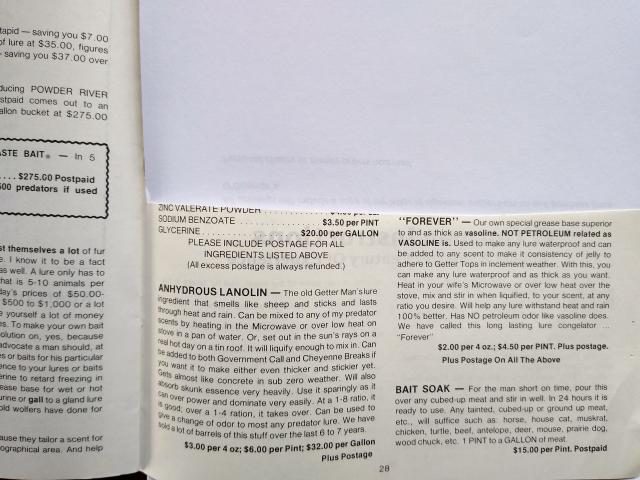 tapid — saving you $7.00
of lure at $35.00, figures
saving you $37.00 over
ducing POWDER RIVER
stpaid comes out to an
allon bucket at $275.00
ASTE BAIT® — In 5
$275.00 Postpaid
500 predators if used
st themselves a lot of fur
e. I know it to be a fact
as well. A lure only has to
hat is 5-10 animals per
day's prices of $50.00-
$500 to $1,000 or a lot
e yourself a lot of money
es. To make your own bait
olution on, yes, because
advocate a man should, at
es or baits for his particular
ence to your lures or baits
erine to retard freezing in
ease base for wet or hot
urine or gall to a gland lure
old wolfers have done for
ause they tailor a scent for
ographical area. And help
ZINC VALERATE POWDER
SODIUM BENZOATE . . . . . . . . . . . . . . . . $3.50 per PINT
GLYCERINE . . . . . . . . . . . . . . . . . $20.00 per GALLON
PLEASE INCLUDE POSTAGE FOR ALL
INGREDIENTS LISTED ABOVE
(All excess postage is always refunded.)
ANHYDROUS LANOLIN — The old Getter Man's lure
ingredient that smells like sheep and sticks and lasts
through heat and rain. Can be mixed to any of my predator
scents by heating in the Microwave or over low heat on
stove in a pan of water. Or, set out in the sun's rays on a
real hot day on a tin roof. It will liquify enough to mix in. Can
be added to both Government Call and Cheyenne Breaks if
you want it to make either even thicker and stickier yet.
Gets almost like concrete in sub zero weather. Will also
absorb skunk essence very heavily. Use it sparingly as it
can over power and dominate very easily. At a 1-8 ratio, it
is good; over a 1-4 ration, it takes over. Can be used to
give a change of odor to most any predator lure. We have
sold a lot of barrels of this stuff over the last 6 to 7 years.
$3.00 per 4 oz; $6.00 per Pint; $32.00 per Gallon
Plus Postage
"FOREVER" — Our own special grease base superior
to and as thick as vasoline. NOT PETROLEUM related as
VASOLINE is. Used to make any lure waterproof and can
be added to any scent to make it consistency of jelly to
adhere to Getter Tops in inclement weather. With this, you
can make any lure waterproof and as thick as you want.
Heat in your wife's Microwave or over low heat over the
stove, mix and stir in when liquified, to your scent, at any
ratio you desire. Will help any lure withstand heat and rain
100% better. Has NO petroleum odor like vasoline does.
We have called this long lasting lure congelator ...
"Forever"
$2.00 per 4 oz.; $4.50 per PINT. Plus postage.
Plus Postage On All The Above
BAIT SOAK — For the man short on time, pour this
over any cubed-up meat and stir in well. In 24 hours it is
ready to use. Any tainted, cubed-up or ground up meat,
etc., will suffice such as: horse, house cat, muskrat,
chicken, turtle, beef, antelope, deer, mouse, prairie dog,
wood chuck, etc. 1 PINT to a GALLON of meat.
$15.00 per Pint. Postpaid
28